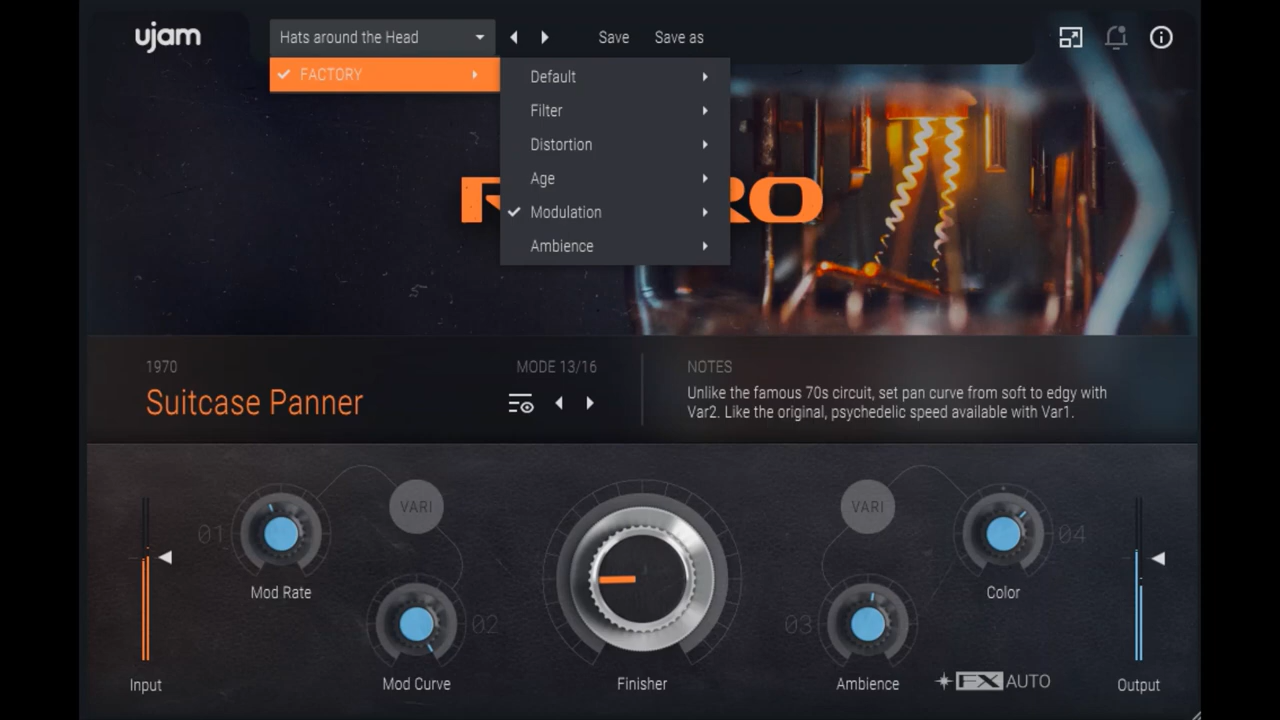 ujam
Hats around the Head
Save
Save as
FACTORY
Default
Filter
Distortion
Age
Modulation
Ambience
1970
MODE 13/16
Suitcase Panner
NOTES
Unlike the famous 70s circuit, set pan curve from soft to edgy with
Var2. Like the original, psychedelic speed available with Var1.
01
Mod Rate
VARI
02
Mod Curve
Finisher
VARI
03
Ambience
04
Color
FX AUTO
Input
Output